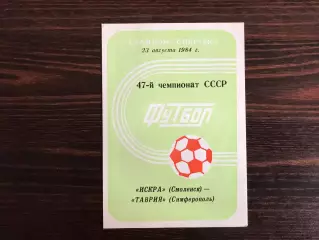 23 августа 1984 г.
47-й чемпионат СССР
ФУТБОЛ
«ИСКРА» (Смоленск) —
«ТАВРИЯ» (Симферополь)